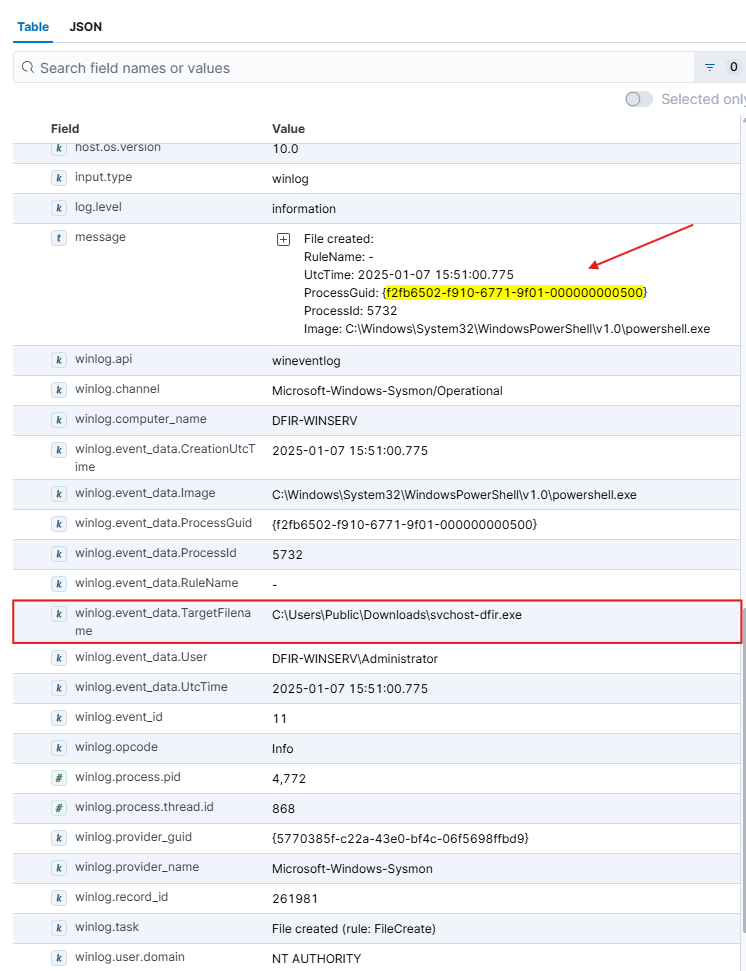 Table JSON
Search field names or values
0
Selected only
Field Value
k host.os.version 10.0
k input.type winlog
k log.level information
t message File created:
RuleName: -
UtcTime: 2025-01-07 15:51:00.775
ProcessGuid: {f2fb6502-f910-6771-9f01-000000000500}
ProcessId: 5732
Image: C:\Windows\System32\WindowsPowerShell\v1.0\powershell.exe
k winlog.api wineventlog
k winlog.channel Microsoft-Windows-Sysmon/Operational
k winlog.computer_name DFIR-WINSERV
k winlog.event_data.CreationUtcT 2025-01-07 15:51:00.775
ime
k winlog.event_data.Image C:\Windows\System32\WindowsPowerShell\v1.0\powershell.exe
k winlog.event_data.ProcessGuid {f2fb6502-f910-6771-9f01-000000000500}
k winlog.event_data.ProcessId 5732
k winlog.event_data.RuleName -
k winlog.event_data.TargetFilena C:\Users\Public\Downloads\svchost-dfir.exe
me
k winlog.event_data.User DFIR-WINSERV\Administrator
k winlog.event_data.UtcTime 2025-01-07 15:51:00.775
k winlog.event_id 11
k winlog.opcode Info
# winlog.process.pid 4,772
# winlog.process.thread.id 868
k winlog.provider_guid {5770385f-c22a-43e0-bf4c-06f5698ffbd9}
k winlog.provider_name Microsoft-Windows-Sysmon
k winlog.record_id 261981
k winlog.task File created (rule: FileCreate)
k winlog.user.domain NT AUTHORITY